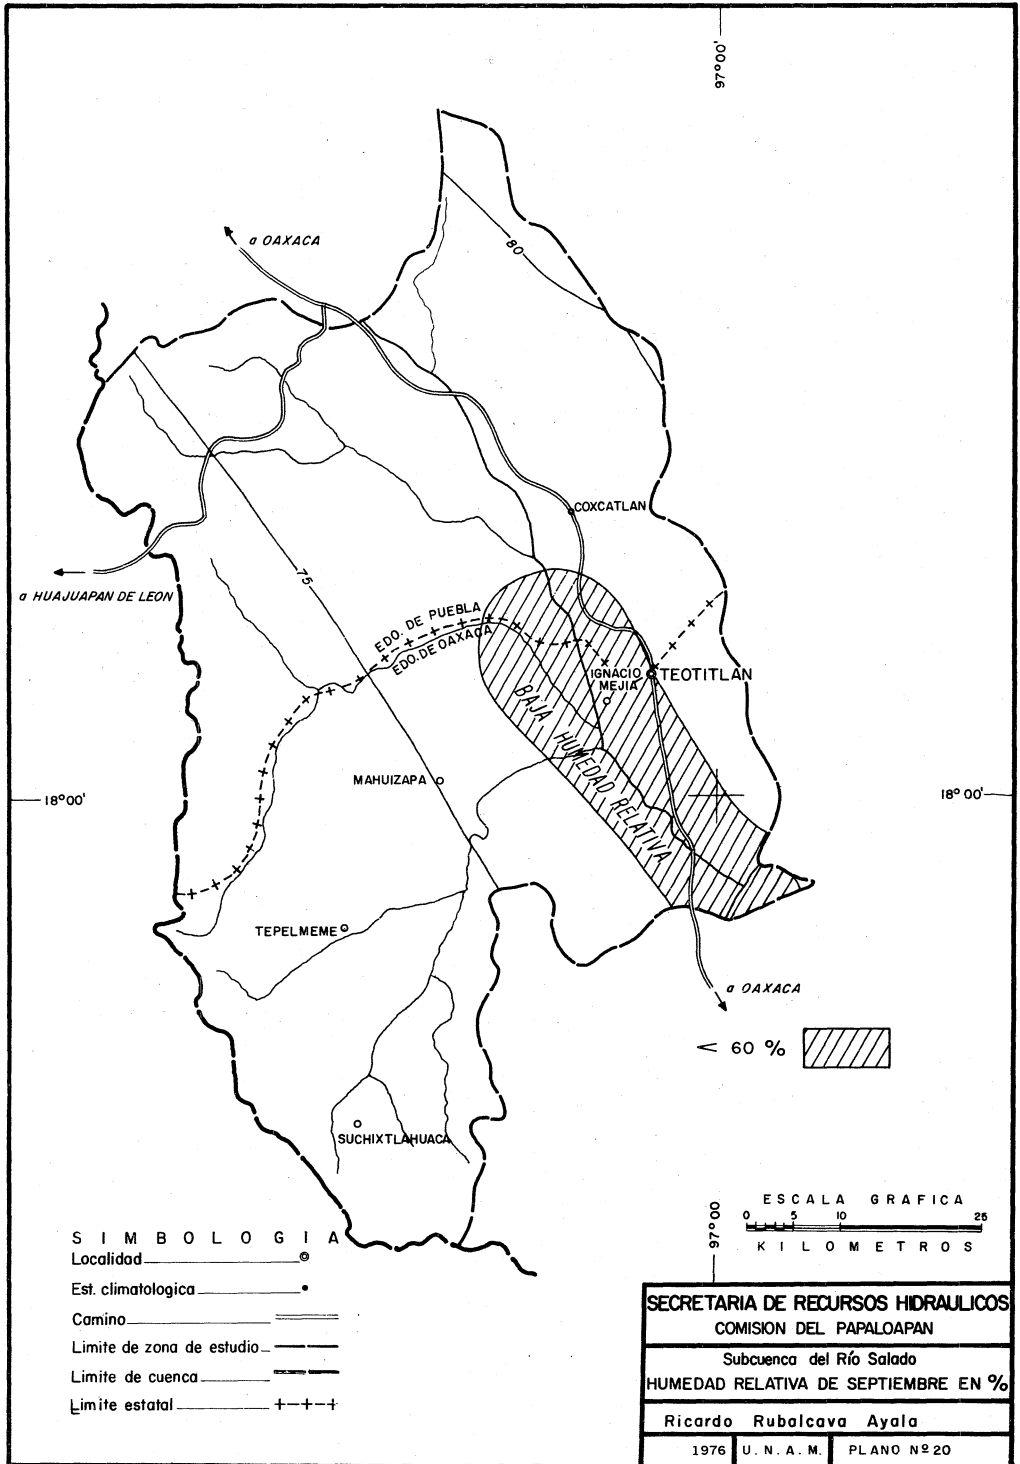 97°00'
a OAXACA
80
COXCATLAN
a HUAJUAPAN DE LEON
75
EDO. DE PUEBLA
EDO. DE OAXACA
IGNACIO
MEJIA
TEOTITLAN
BAJA HUMEDAD RELATIVA
MAHUIZAPA
18°00'
18°00'
TEPELMEME
a OAXACA
< 60 %
SUCHIXTLAHUACA
97°00'
ESCALA GRAFICA
0 5 10 25
KILOMETROS
SIMBOLOGIA
Localidad
Est. climatologica
Camino
Limite de zona de estudio
Limite de cuenca
Limite estatal
SECRETARIA DE RECURSOS HIDRAULICOS
COMISION DEL PAPALOAPAN
Subcuenca del Río Salado
HUMEDAD RELATIVA DE SEPTIEMBRE EN %
Ricardo Rubalcava Ayala
1976 U.N.A.M. PLANO Nº 20